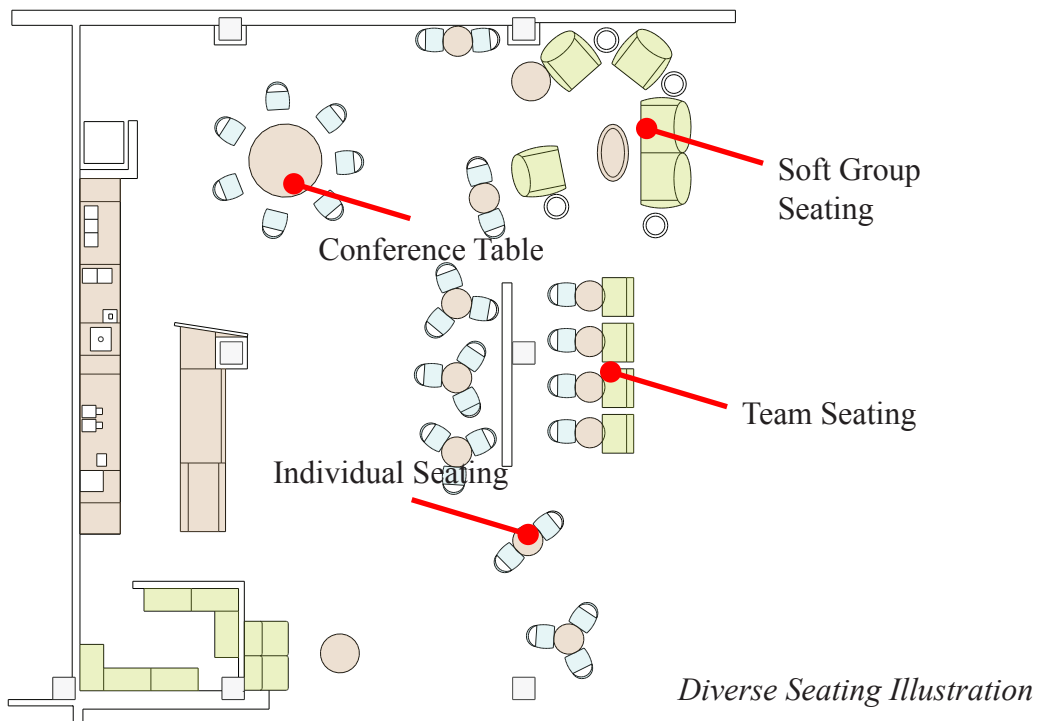 Soft Group
Seating
Conference Table
Team Seating
Individual Seating
Diverse Seating Illustration